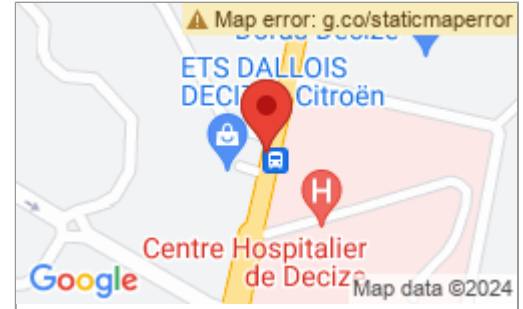 Map error: g.co/staticmaperror
Decize
ETS DALLOIS
Citroën
H
Centre Hospitalier
de Decize
Google
Map data ©2024